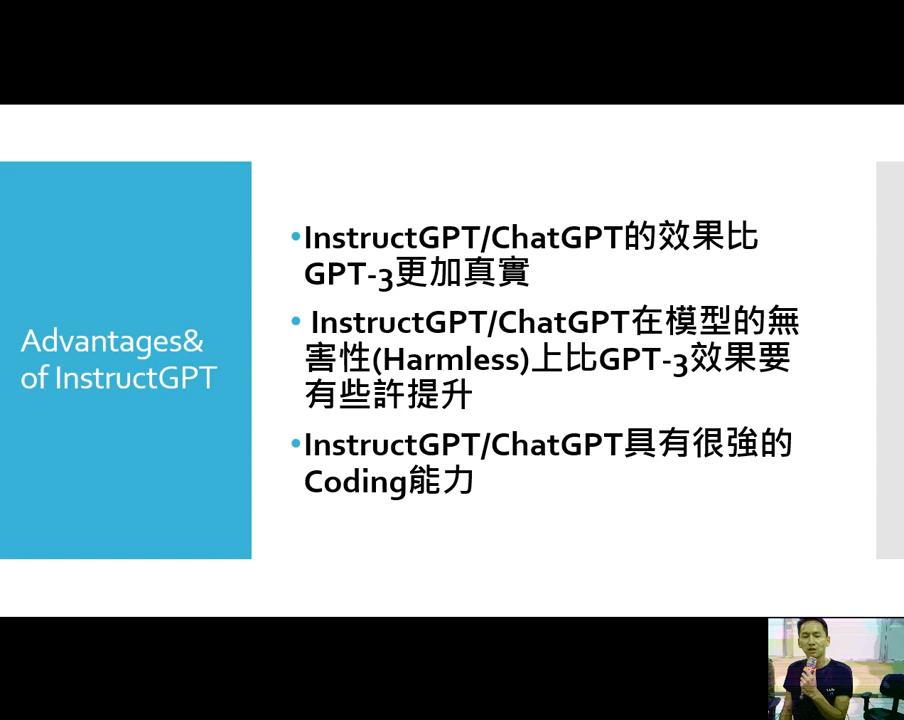 Advantages&
of InstructGPT
•InstructGPT/ChatGPT的效果比
GPT-3更加真實
• InstructGPT/ChatGPT在模型的無
害性(Harmless)上比GPT-3效果要
有些許提升
•InstructGPT/ChatGPT具有很強的
Coding能力